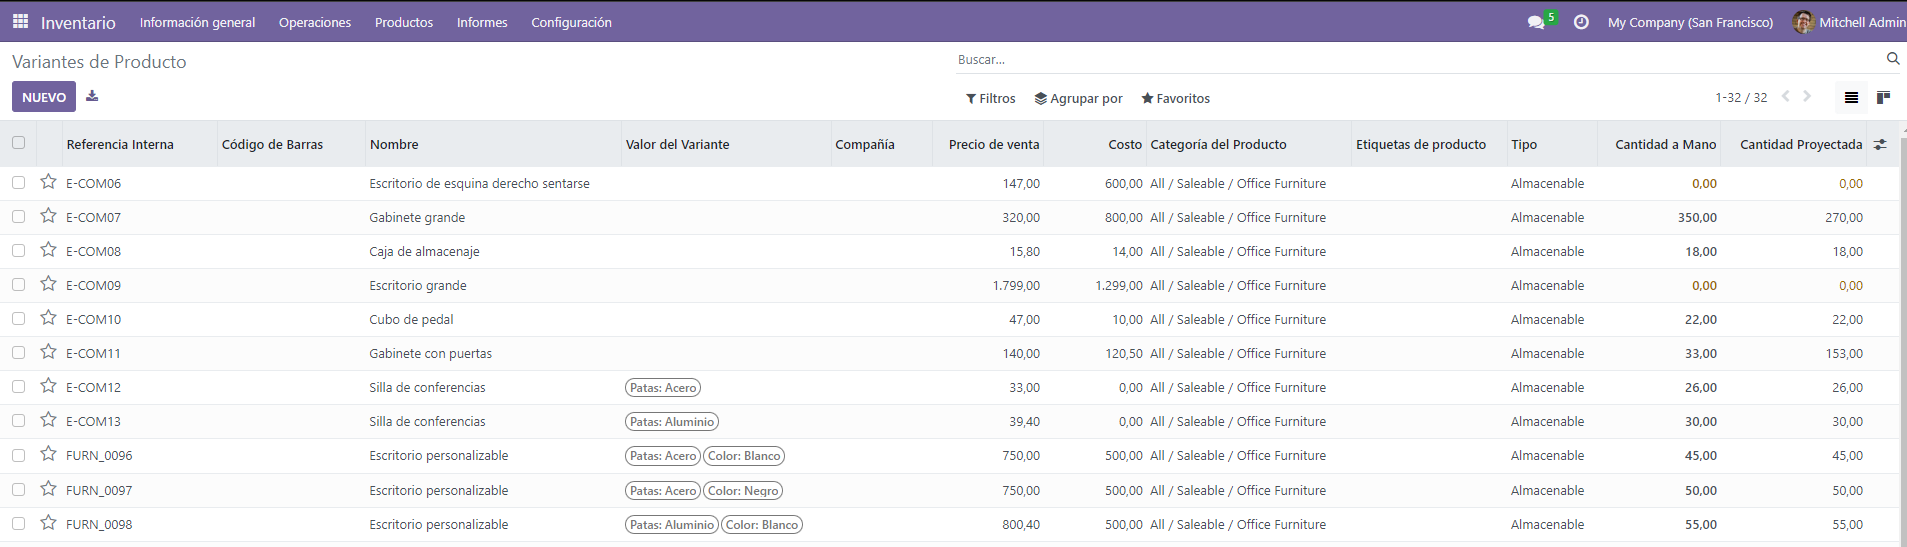 Inventario Información general Operaciones Productos Informes Configuración 5 My Company (San Francisco) Mitchell Admin
Variantes de Producto Buscar...
NUEVO Filtros Agrupar por Favoritos 1-32 / 32
Referencia Interna Código de Barras Nombre Valor del Variante Compañía Precio de venta Costo Categoría del Producto Etiquetas de producto Tipo Cantidad a Mano Cantidad Proyectada
E-COM06 Escritorio de esquina derecho sentarse 147,00 600,00 All / Saleable / Office Furniture Almacenable 0,00 0,00
E-COM07 Gabinete grande 320,00 800,00 All / Saleable / Office Furniture Almacenable 350,00 270,00
E-COM08 Caja de almacenaje 15,80 14,00 All / Saleable / Office Furniture Almacenable 18,00 18,00
E-COM09 Escritorio grande 1.799,00 1.299,00 All / Saleable / Office Furniture Almacenable 0,00 0,00
E-COM10 Cubo de pedal 47,00 10,00 All / Saleable / Office Furniture Almacenable 22,00 22,00
E-COM11 Gabinete con puertas 140,00 120,50 All / Saleable / Office Furniture Almacenable 33,00 153,00
E-COM12 Silla de conferencias Patas: Acero 33,00 0,00 All / Saleable / Office Furniture Almacenable 26,00 26,00
E-COM13 Silla de conferencias Patas: Aluminio 39,40 0,00 All / Saleable / Office Furniture Almacenable 30,00 30,00
FURN_0096 Escritorio personalizable Patas: Acero Color: Blanco 750,00 500,00 All / Saleable / Office Furniture Almacenable 45,00 45,00
FURN_0097 Escritorio personalizable Patas: Acero Color: Negro 750,00 500,00 All / Saleable / Office Furniture Almacenable 50,00 50,00
FURN_0098 Escritorio personalizable Patas: Aluminio Color: Blanco 800,40 500,00 All / Saleable / Office Furniture Almacenable 55,00 55,00